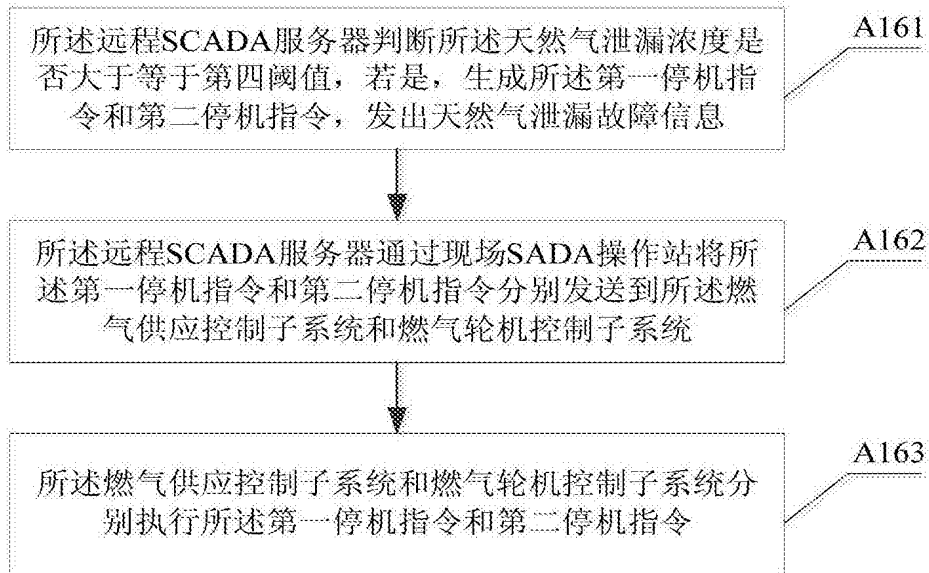 所述远程SCADA服务器判断所述天然气泄漏浓度是
否大于等于第四阈值，若是，生成所述第一停机指
令和第二停机指令，发出天然气泄漏故障信息
A161
所述远程SCADA服务器通过现场SADA操作站将所
述第一停机指令和第二停机指令分别发送到所述燃
气供应控制子系统和燃气轮机控制子系统
A162
所述燃气供应控制子系统和燃气轮机控制子系统分
别执行所述第一停机指令和第二停机指令
A163